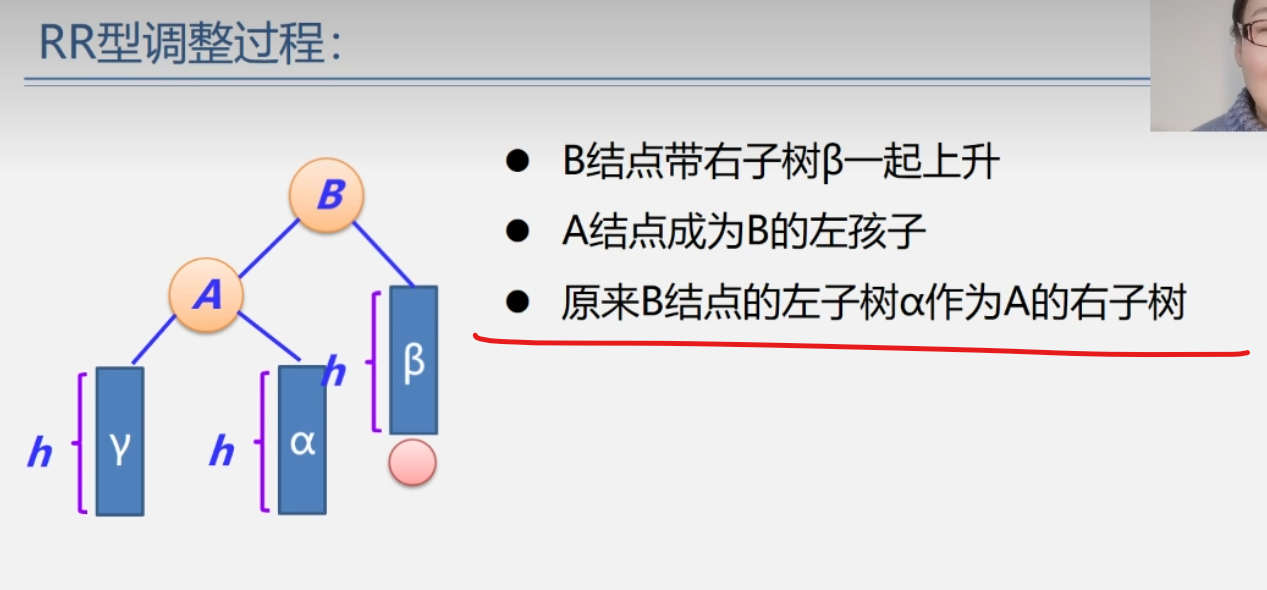 RR型调整过程：
● B结点带右子树β一起上升
● A结点成为B的左孩子
● 原来B结点的左子树α作为A的右子树
B
A
h
β
h
γ
h
α